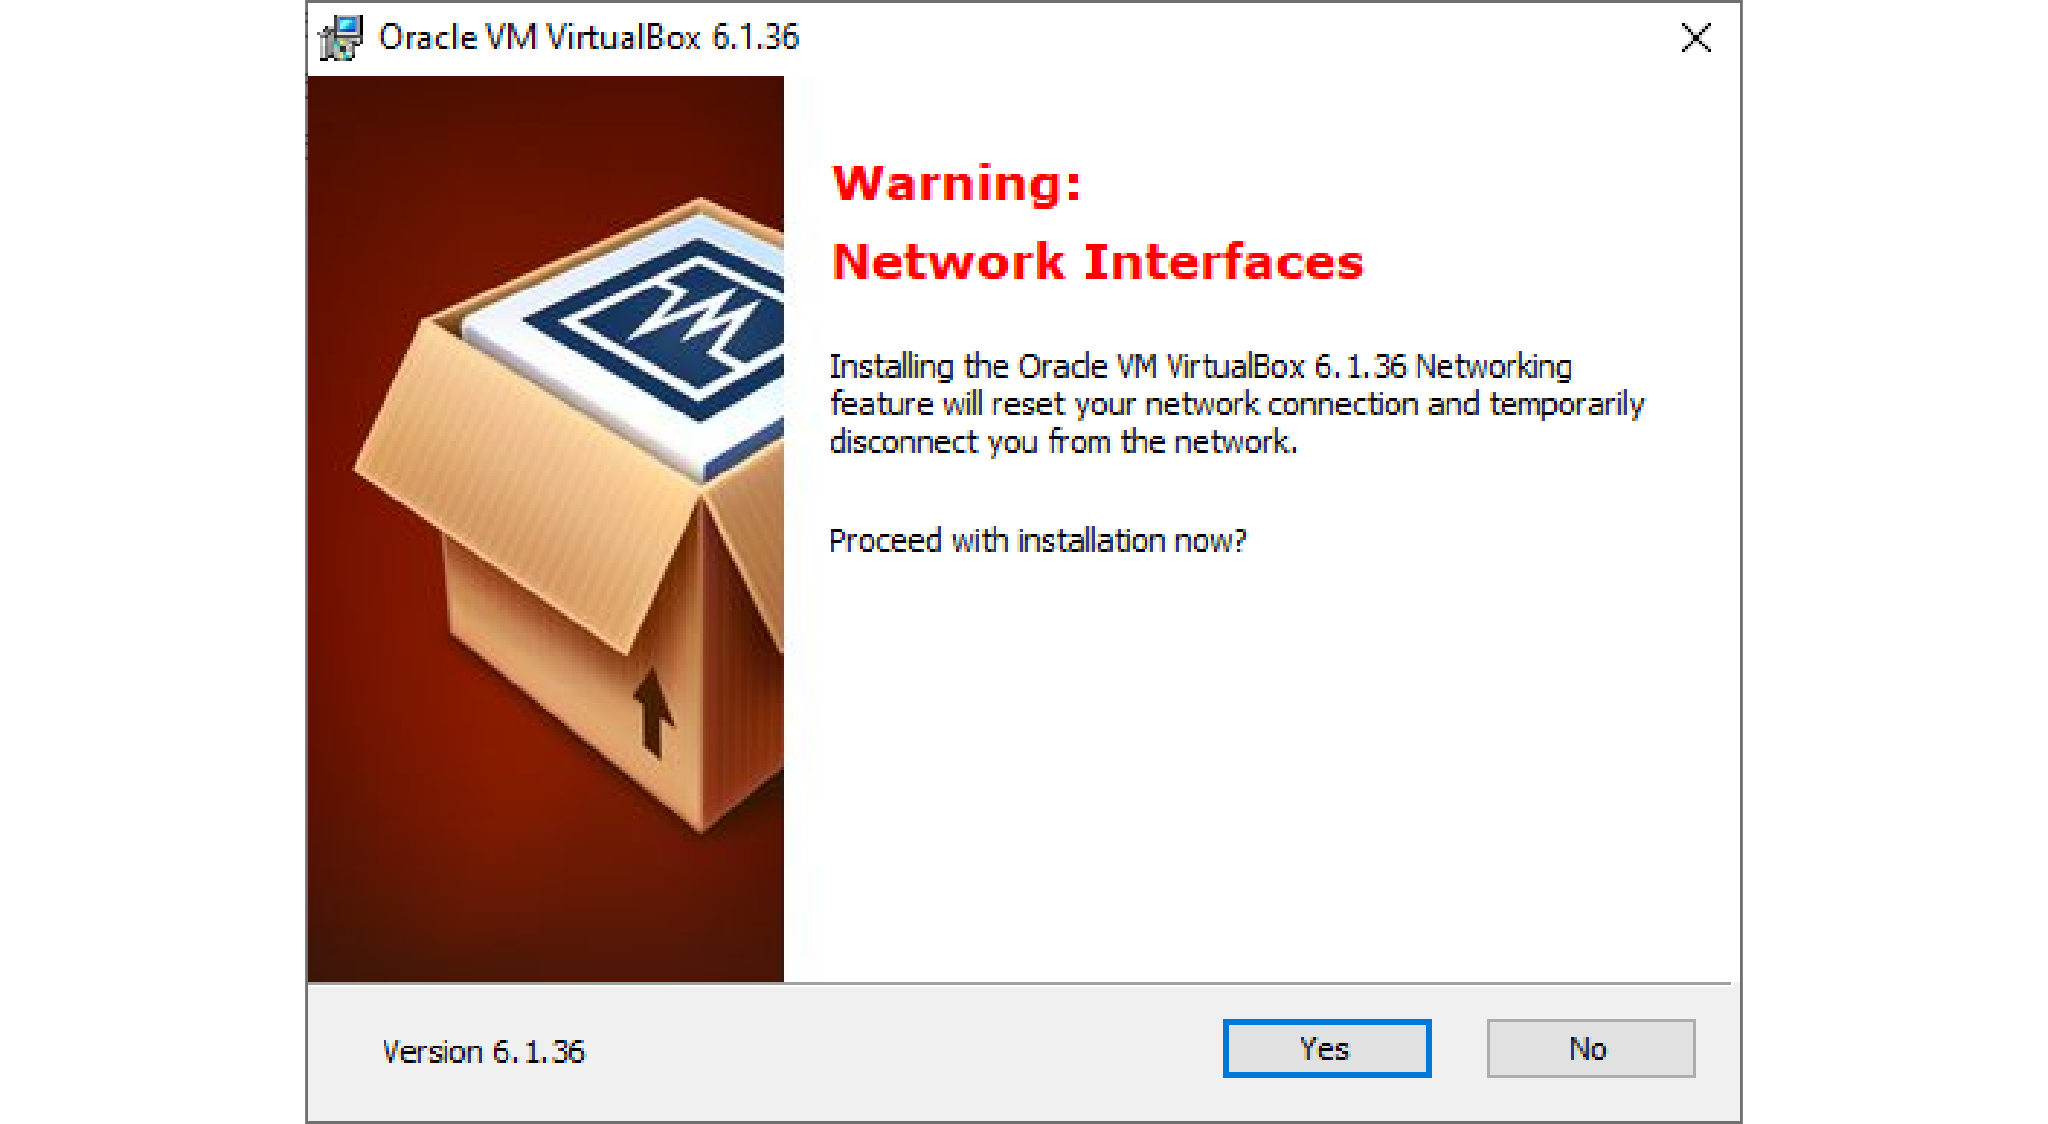 Oracle VM VirtualBox 6.1.36
Warning:
Network Interfaces
Installing the Oracle VM VirtualBox 6.1.36 Networking
feature will reset your network connection and temporarily
disconnect you from the network.
Proceed with installation now?
Version 6.1.36
Yes
No